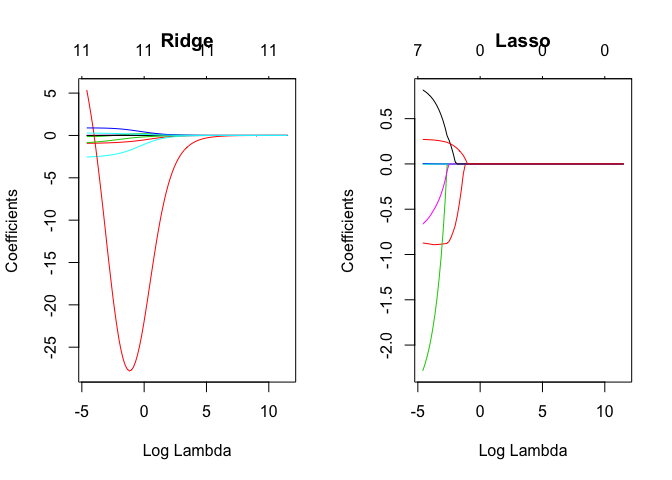 Ridge
11 11 11 11
5
0
-5
-10
-15
-20
-25
Coefficients
-5 0 5 10
Log Lambda
Lasso
7 0 0 0
0.5
0.0
-0.5
-1.0
-1.5
-2.0
Coefficients
-5 0 5 10
Log Lambda